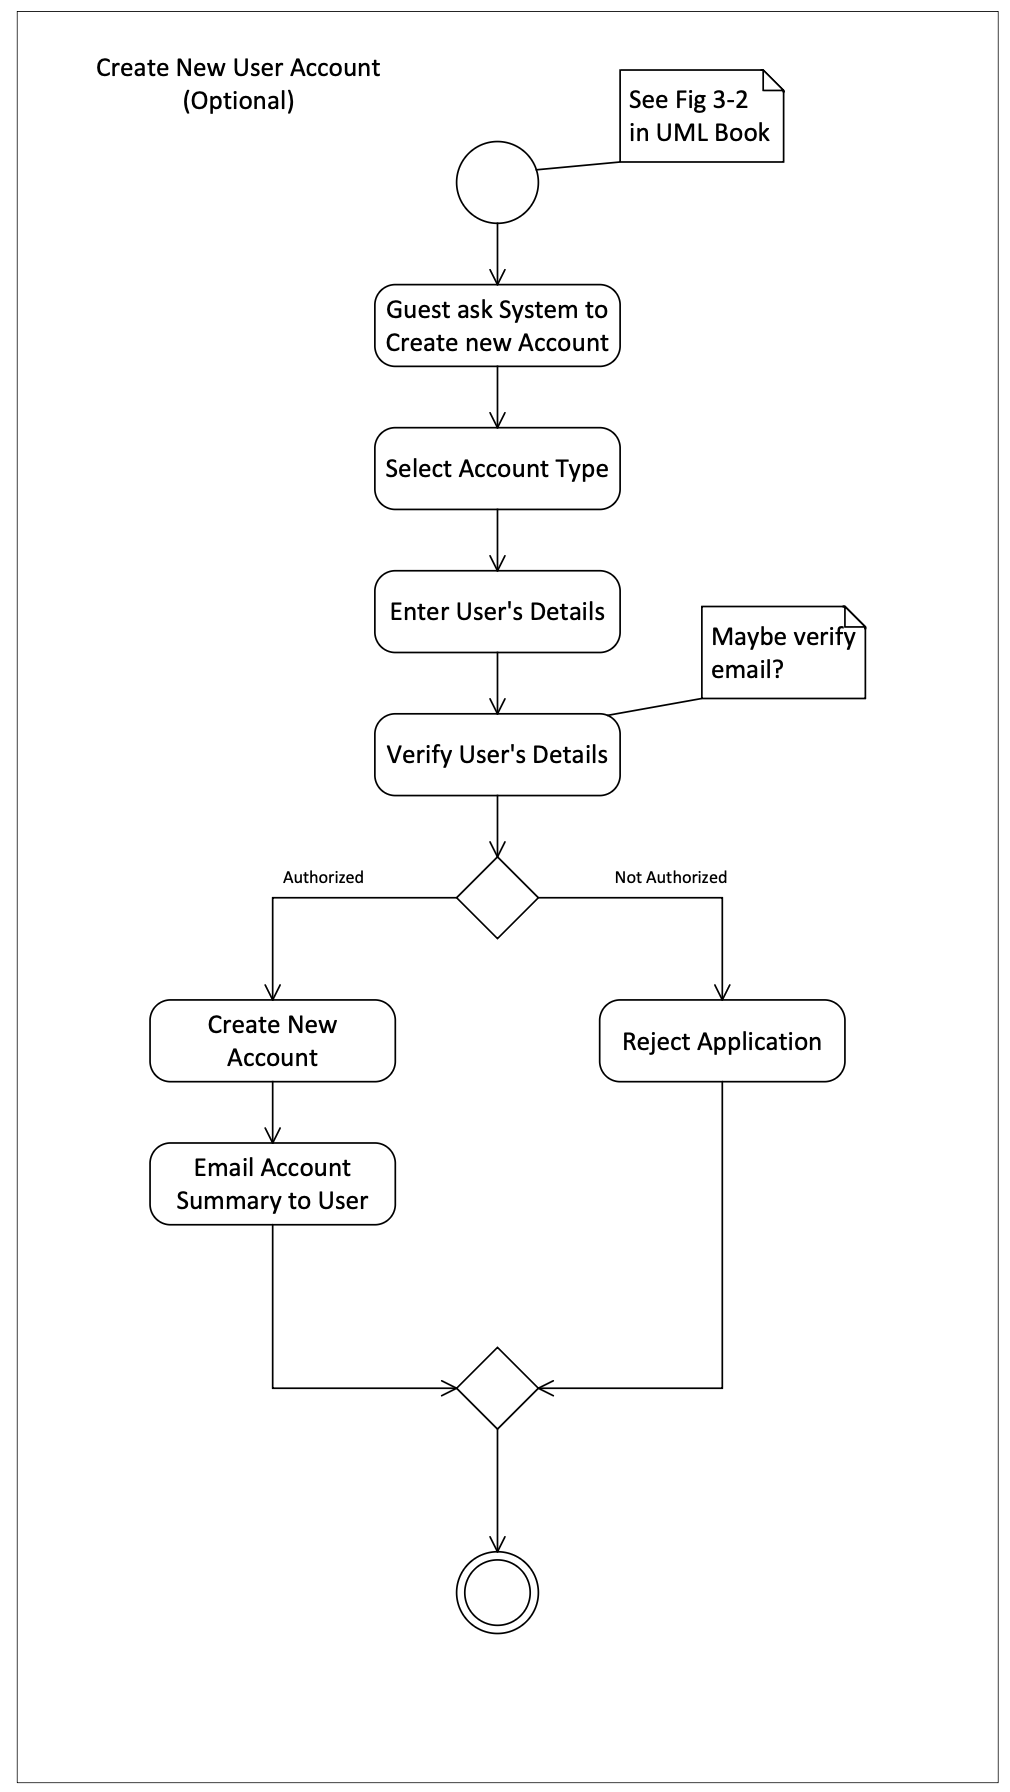 Create New User Account
(Optional)
See Fig 3-2
in UML Book
Guest ask System to
Create new Account
Select Account Type
Enter User's Details
Maybe verify
email?
Verify User's Details
Authorized
Not Authorized
Create New
Account
Reject Application
Email Account
Summary to User